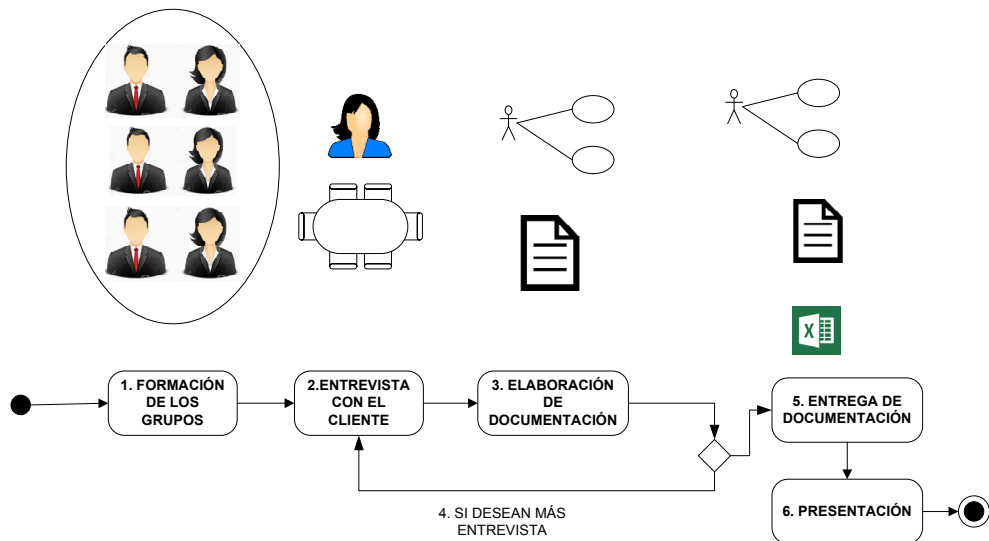 X
1. FORMACIÓN
DE LOS
GRUPOS
2.ENTREVISTA
CON EL
CLIENTE
3. ELABORACIÓN
DE
DOCUMENTACIÓN
4. SI DESEAN MÁS
ENTREVISTA
5. ENTREGA DE
DOCUMENTACIÓN
6. PRESENTACIÓN